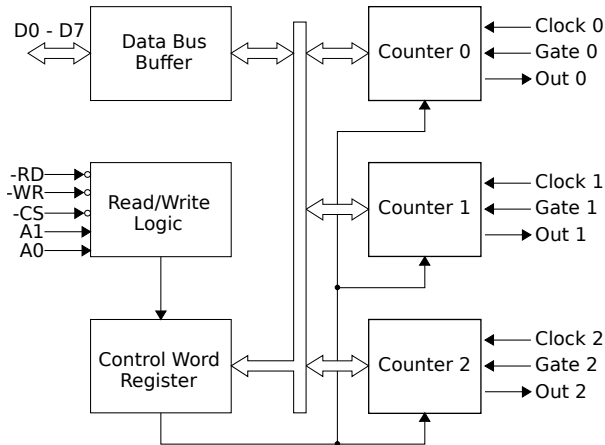 D0 - D7
Data Bus
Buffer
Counter 0
Clock 0
Gate 0
Out 0
-RD
-WR
-CS
A1
A0
Read/Write
Logic
Counter 1
Clock 1
Gate 1
Out 1
Control Word
Register
Counter 2
Clock 2
Gate 2
Out 2